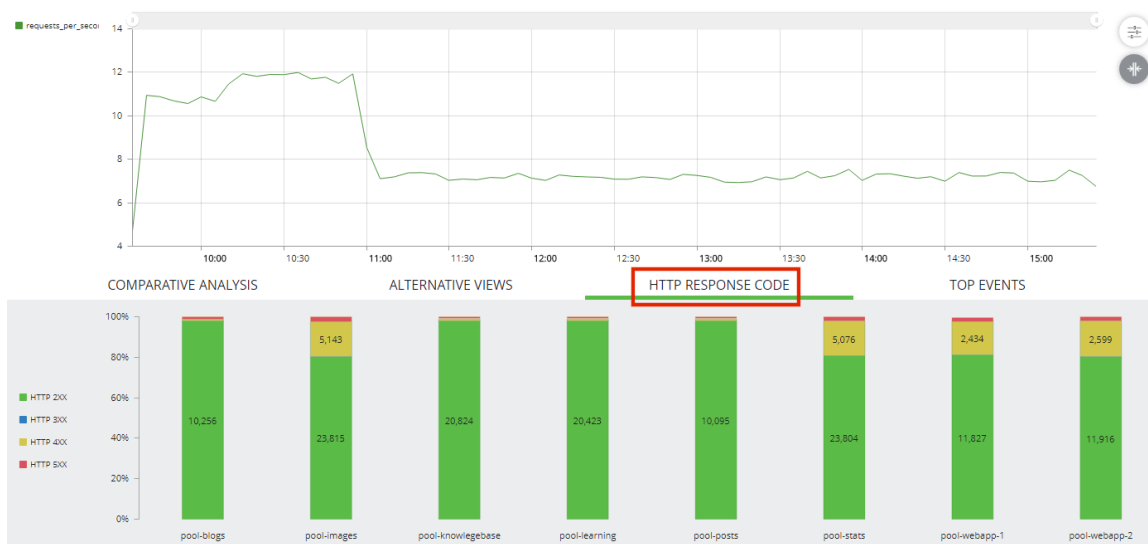 requests_per_secon
14
12
10
8
6
4
10:00 10:30 11:00 11:30 12:00 12:30 13:00 13:30 14:00 14:30 15:00
COMPARATIVE ANALYSIS ALTERNATIVE VIEWS HTTP RESPONSE CODE TOP EVENTS
100%
80%
60%
40%
20%
0%
HTTP 2XX
HTTP 3XX
HTTP 4XX
HTTP 5XX
5,143 5,076 2,434 2,599
10,256 23,815 20,824 20,423 10,095 23,804 11,827 11,916
pool-blogs pool-images pool-knowlegebase pool-learning pool-posts pool-stats pool-webapp-1 pool-webapp-2